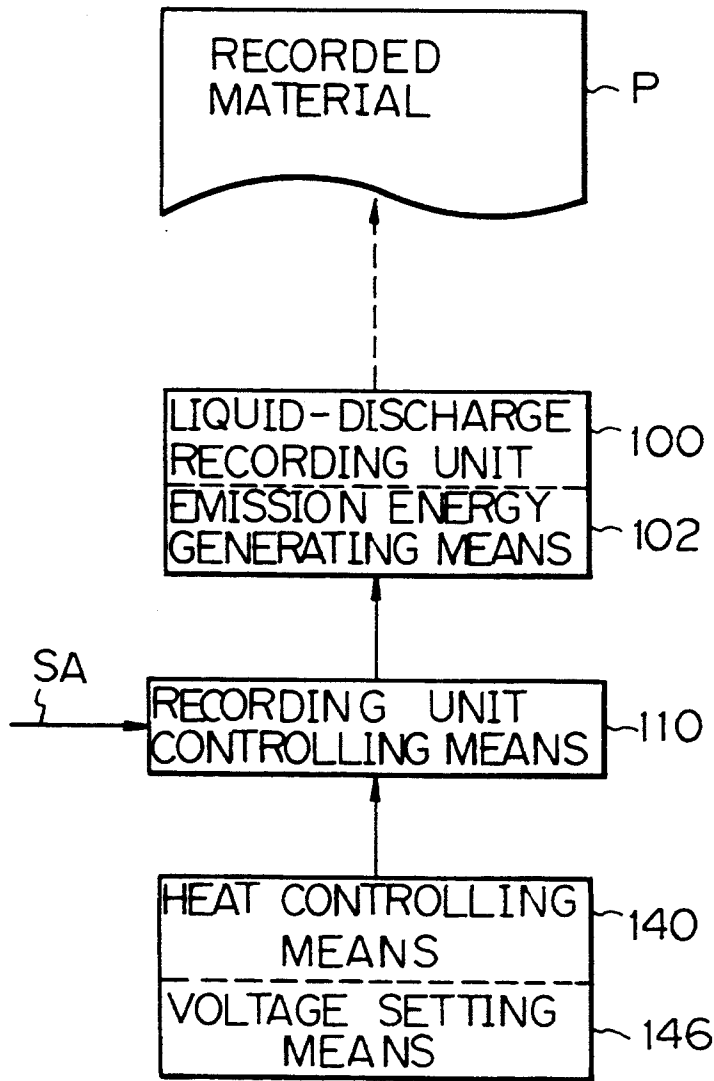 RECORDED
MATERIAL
P
LIQUID-DISCHARGE
RECORDING UNIT
100
EMISSION ENERGY
GENERATING MEANS
102
SA
RECORDING UNIT
CONTROLLING MEANS
110
HEAT CONTROLLING
MEANS
140
VOLTAGE SETTING
MEANS
146